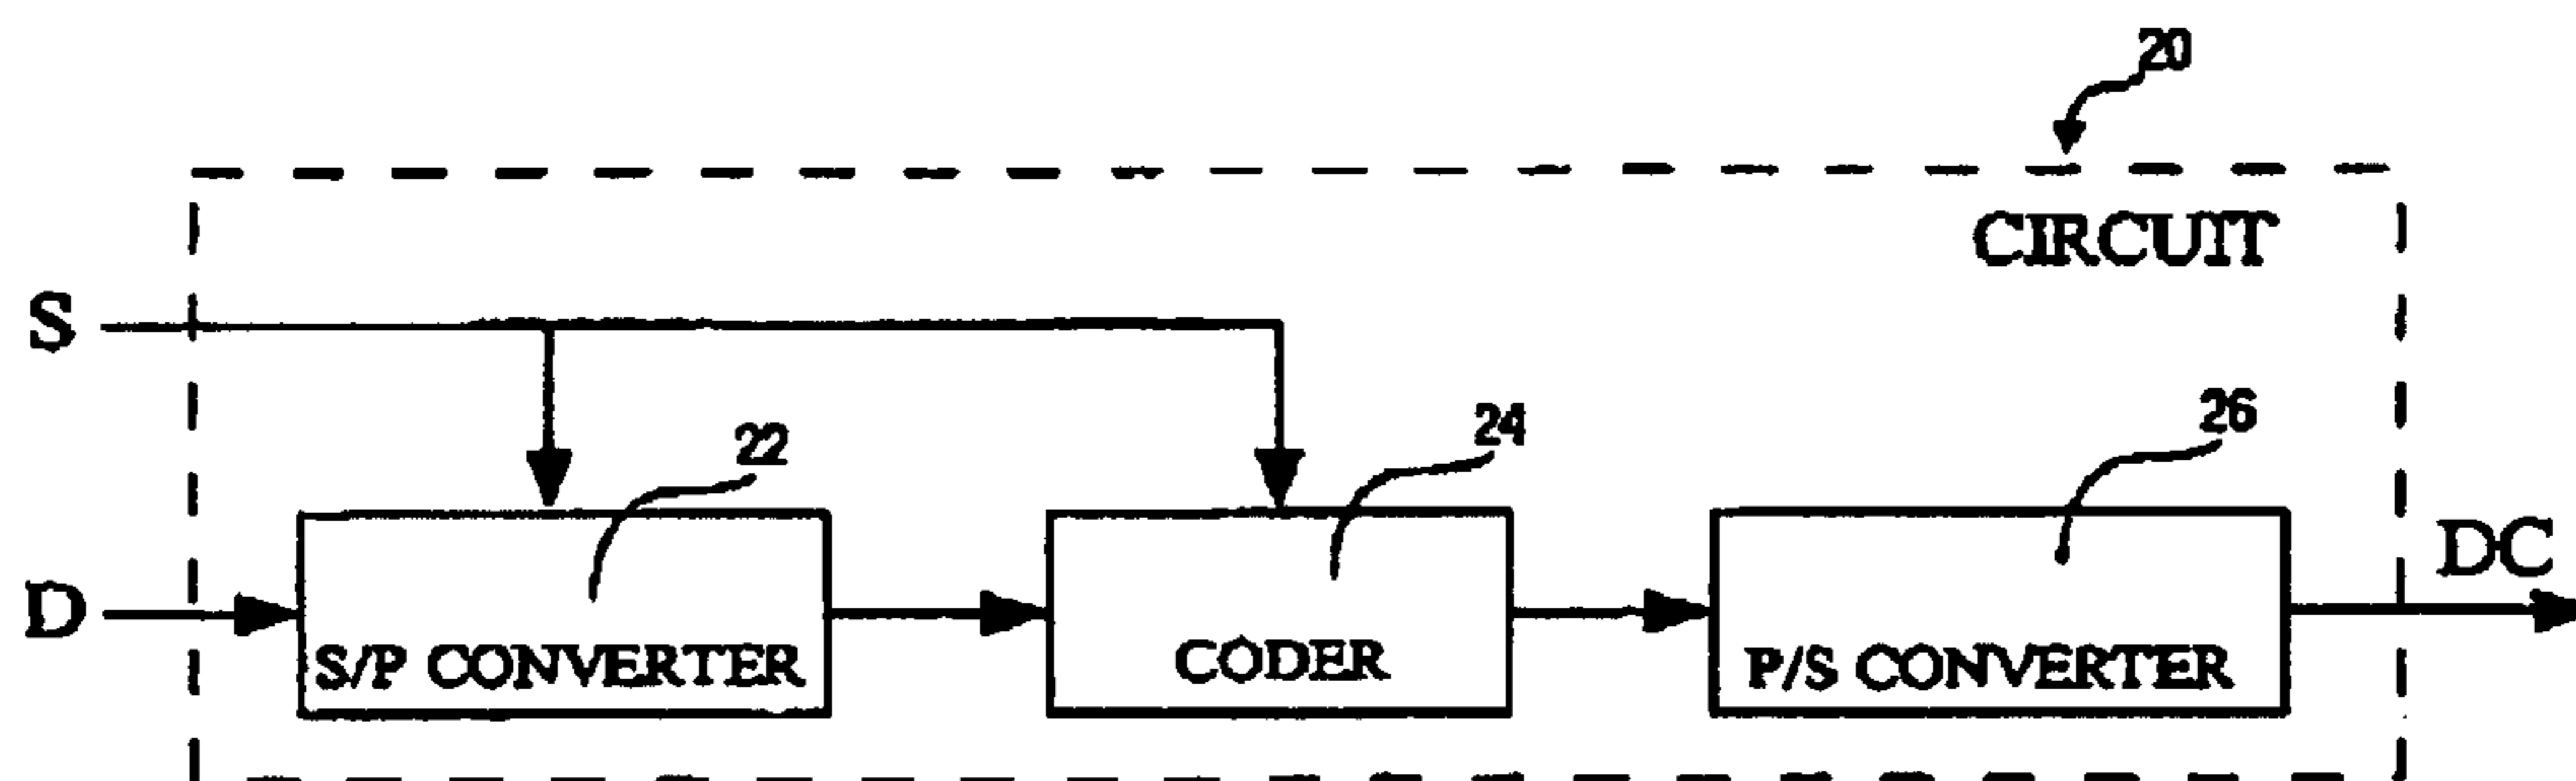 20
CIRCUIT
S
22
24
26
D
S/P CONVERTER
CODER
P/S CONVERTER
DC